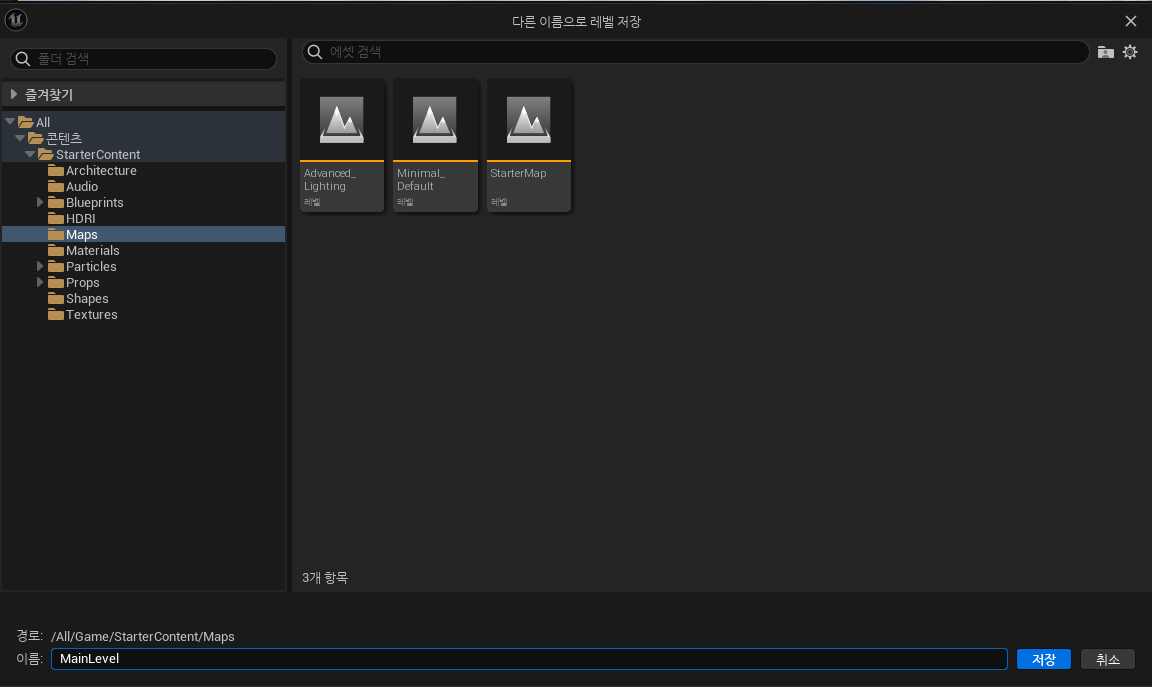 다른 이름으로 레벨 저장
폴더 검색
에셋 검색
즐겨찾기
All
콘텐츠
StarterContent
Architecture
Audio
Blueprints
HDRI
Maps
Materials
Particles
Props
Shapes
Textures
Advanced_
Lighting
레벨
Minimal_
Default
레벨
StarterMap
레벨
3개 항목
경로: /All/Game/StarterContent/Maps
이름: MainLevel
저장 취소